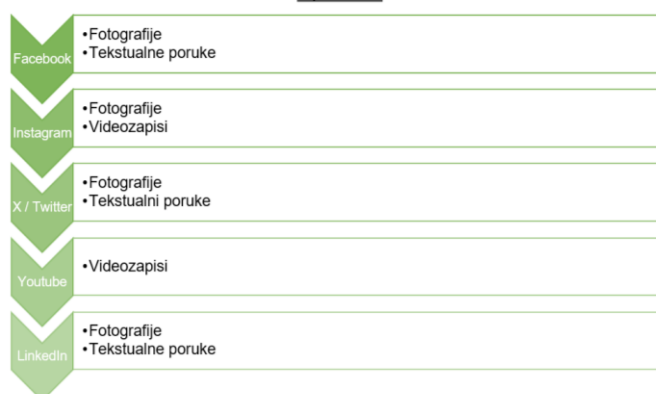 Facebook
•Fotografije
•Tekstualne poruke
Instagram
•Fotografije
•Videozapisi
X / Twitter
•Fotografije
•Tekstualni poruke
Youtube
•Videozapisi
LinkedIn
•Fotografije
•Tekstualne poruke